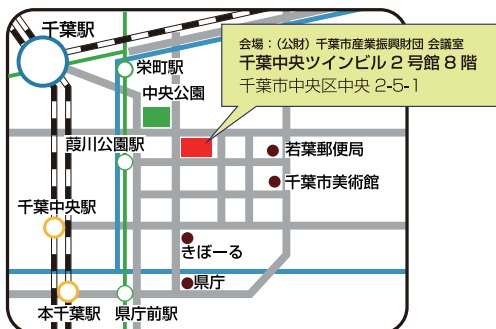 千葉駅
会場：（公財）千葉市産業振興財団 会議室
千葉中央ツインビル 2 号館 8 階
千葉市中央区中央 2-5-1
栄町駅
中央公園
葭川公園駅
若葉郵便局
千葉市美術館
千葉中央駅
きぼーる
県庁
本千葉駅
県庁前駅